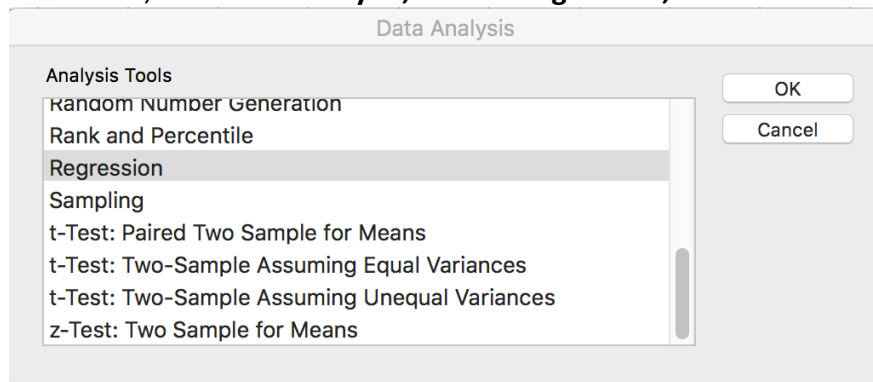 Data Analysis
Analysis Tools
Random Number Generation
Rank and Percentile
Regression
Sampling
t-Test: Paired Two Sample for Means
t-Test: Two-Sample Assuming Equal Variances
t-Test: Two-Sample Assuming Unequal Variances
z-Test: Two Sample for Means
OK
Cancel